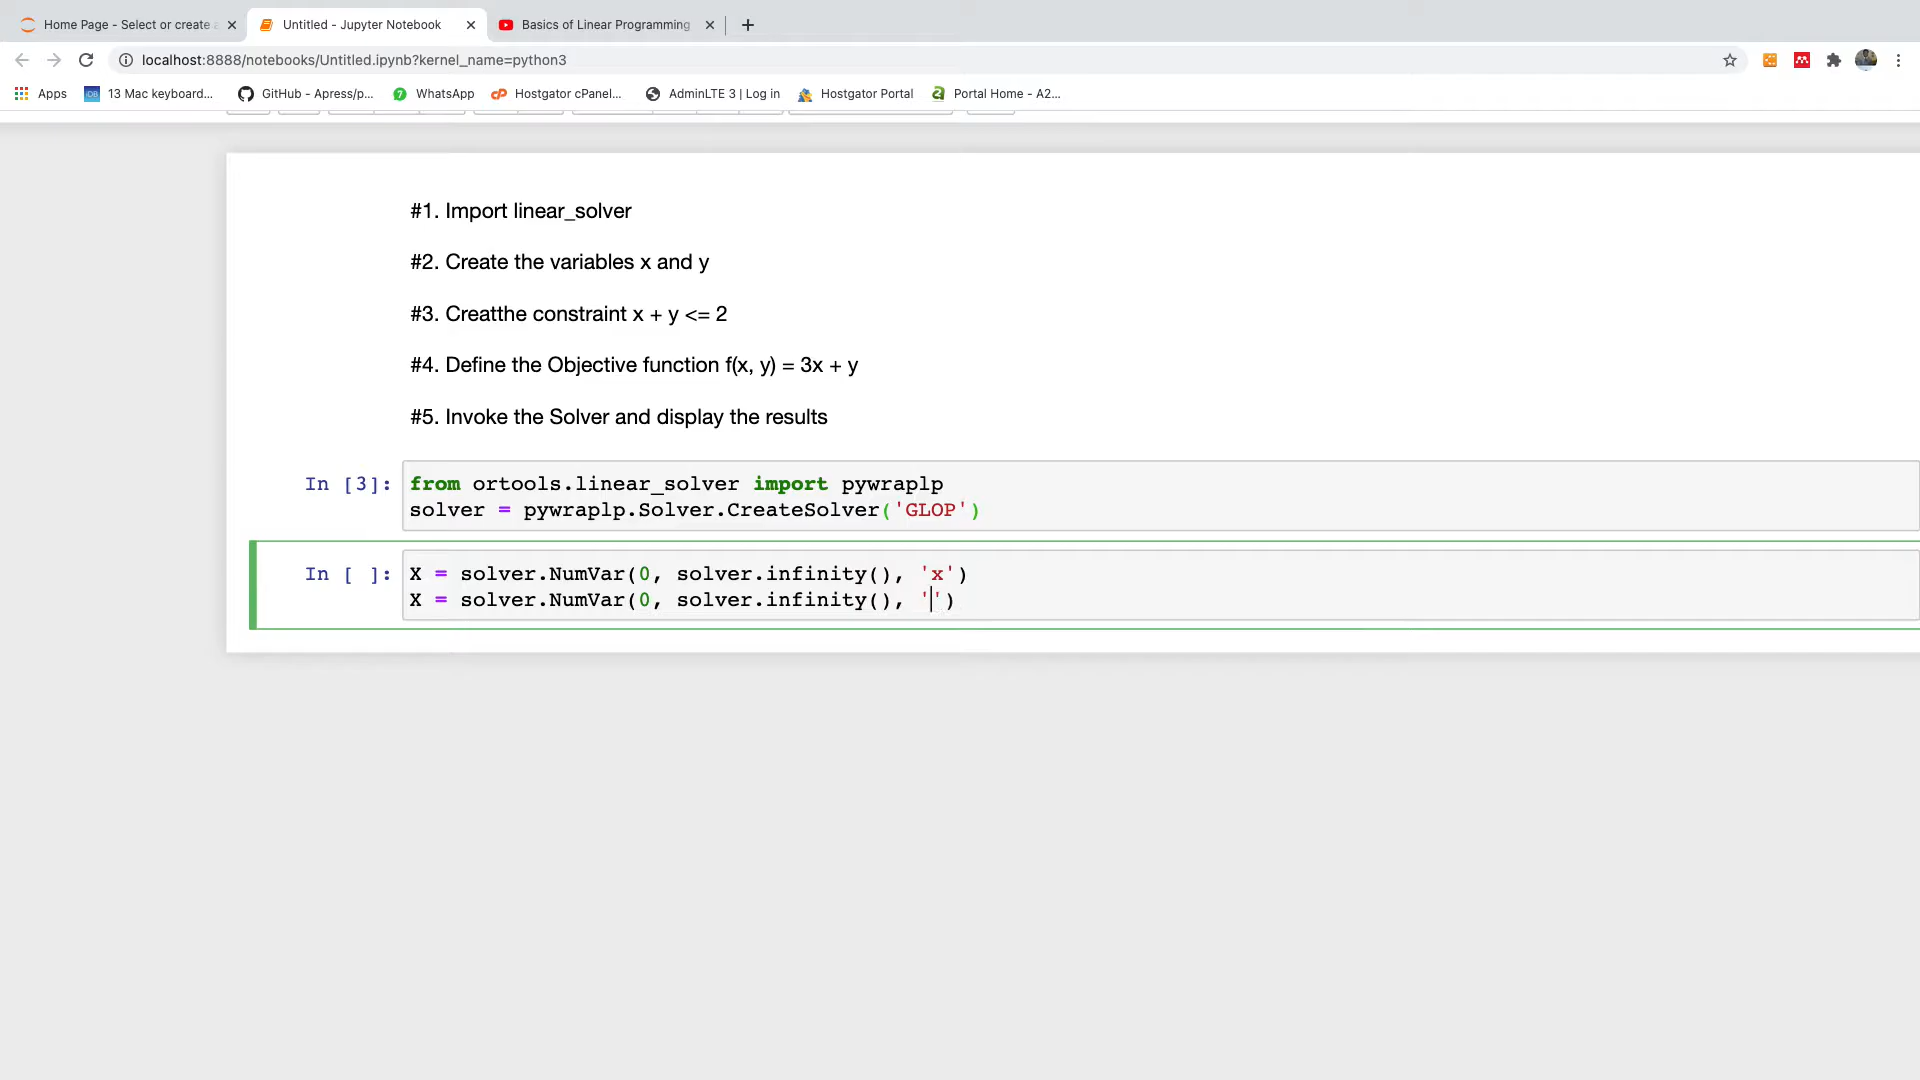 Home Page - Select or create a
Untitled - Jupyter Notebook
Basics of Linear Programming
localhost:8888/notebooks/Untitled.ipynb?kernel_name=python3
Apps
13 Mac keyboard...
GitHub - Apress/p...
WhatsApp
Hostgator cPanel...
AdminLTE 3 | Log in
Hostgator Portal
Portal Home - A2...
#1. Import linear_solver
#2. Create the variables x and y
#3. Creatthe constraint x + y <= 2
#4. Define the Objective function f(x, y) = 3x + y
#5. Invoke the Solver and display the results
In [3]: from ortools.linear_solver import pywraplp
solver = pywraplp.Solver.CreateSolver('GLOP')
In [ ]: X = solver.NumVar(0, solver.infinity(), 'x')
X = solver.NumVar(0, solver.infinity(), '')